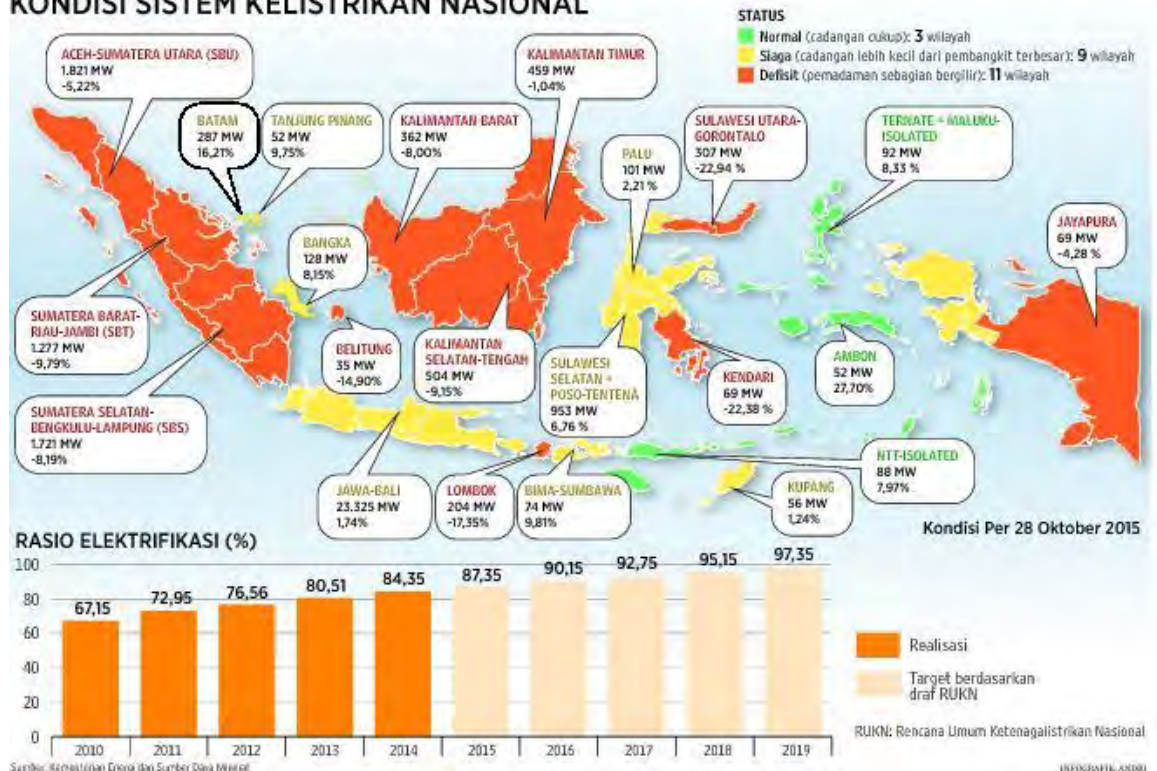 KONDISI SISTEM KELISTRIKAN NASIONAL
STATUS
Normal (cadangan cukup): 3 wilayah
Siaga (cadangan lebih kecil dari pembangkit terbesar): 9 wilayah
Defisit (pemadaman sebagian bergilir): 11 wilayah
ACEH-SUMATERA UTARA (SBU)
1.821 MW
-5,22%
BATAM
287 MW
16,21%
TANJUNG PINANG
52 MW
9,75%
KALIMANTAN BARAT
362 MW
-8,00%
KALIMANTAN TIMUR
459 MW
-1,04%
PALU
101 MW
2,21 %
SULAWESI UTARA-
GORONTALO
307 MW
-22,94 %
TERNATE + MALUKU-
ISOLATED
92 MW
8,33 %
JAYAPURA
69 MW
-4,28 %
BANGKA
128 MW
8,15%
SUMATERA BARAT-
RIAU-JAMBI (SBT)
1.277 MW
-9,79%
BELITUNG
35 MW
-14,90%
KALIMANTAN
SELATAN-TENGAH
504 MW
-9,15%
SULAWESI
SELATAN +
POSO-TENTENA
953 MW
6,76 %
KENDARI
69 MW
-22,38 %
AMBON
52 MW
27,70%
SUMATERA SELATAN-
BENGKULU-LAMPUNG (SBS)
1.721 MW
-8,19%
JAWA-BALI
23.325 MW
1,74%
LOMBOK
204 MW
-17,35%
BIMA-SUMBAWA
74 MW
9,81%
KUPANG
56 MW
1,24%
NTT-ISOLATED
88 MW
7,97%
Kondisi Per 28 Oktober 2015
RASIO ELEKTRIFIKASI (%)
100
80
60
40
20
0
67,15
72,95
76,56
80,51
84,35
87,35
90,15
92,75
95,15
97,35
2010
2011
2012
2013
2014
2015
2016
2017
2018
2019
Realisasi
Target berdasarkan
draf RUKN
RUKN: Rencana Umum Ketenagalistrikan Nasional
Sumber: Kementerian Energi dan Sumber Daya Mineral
INFOGRAFIK: